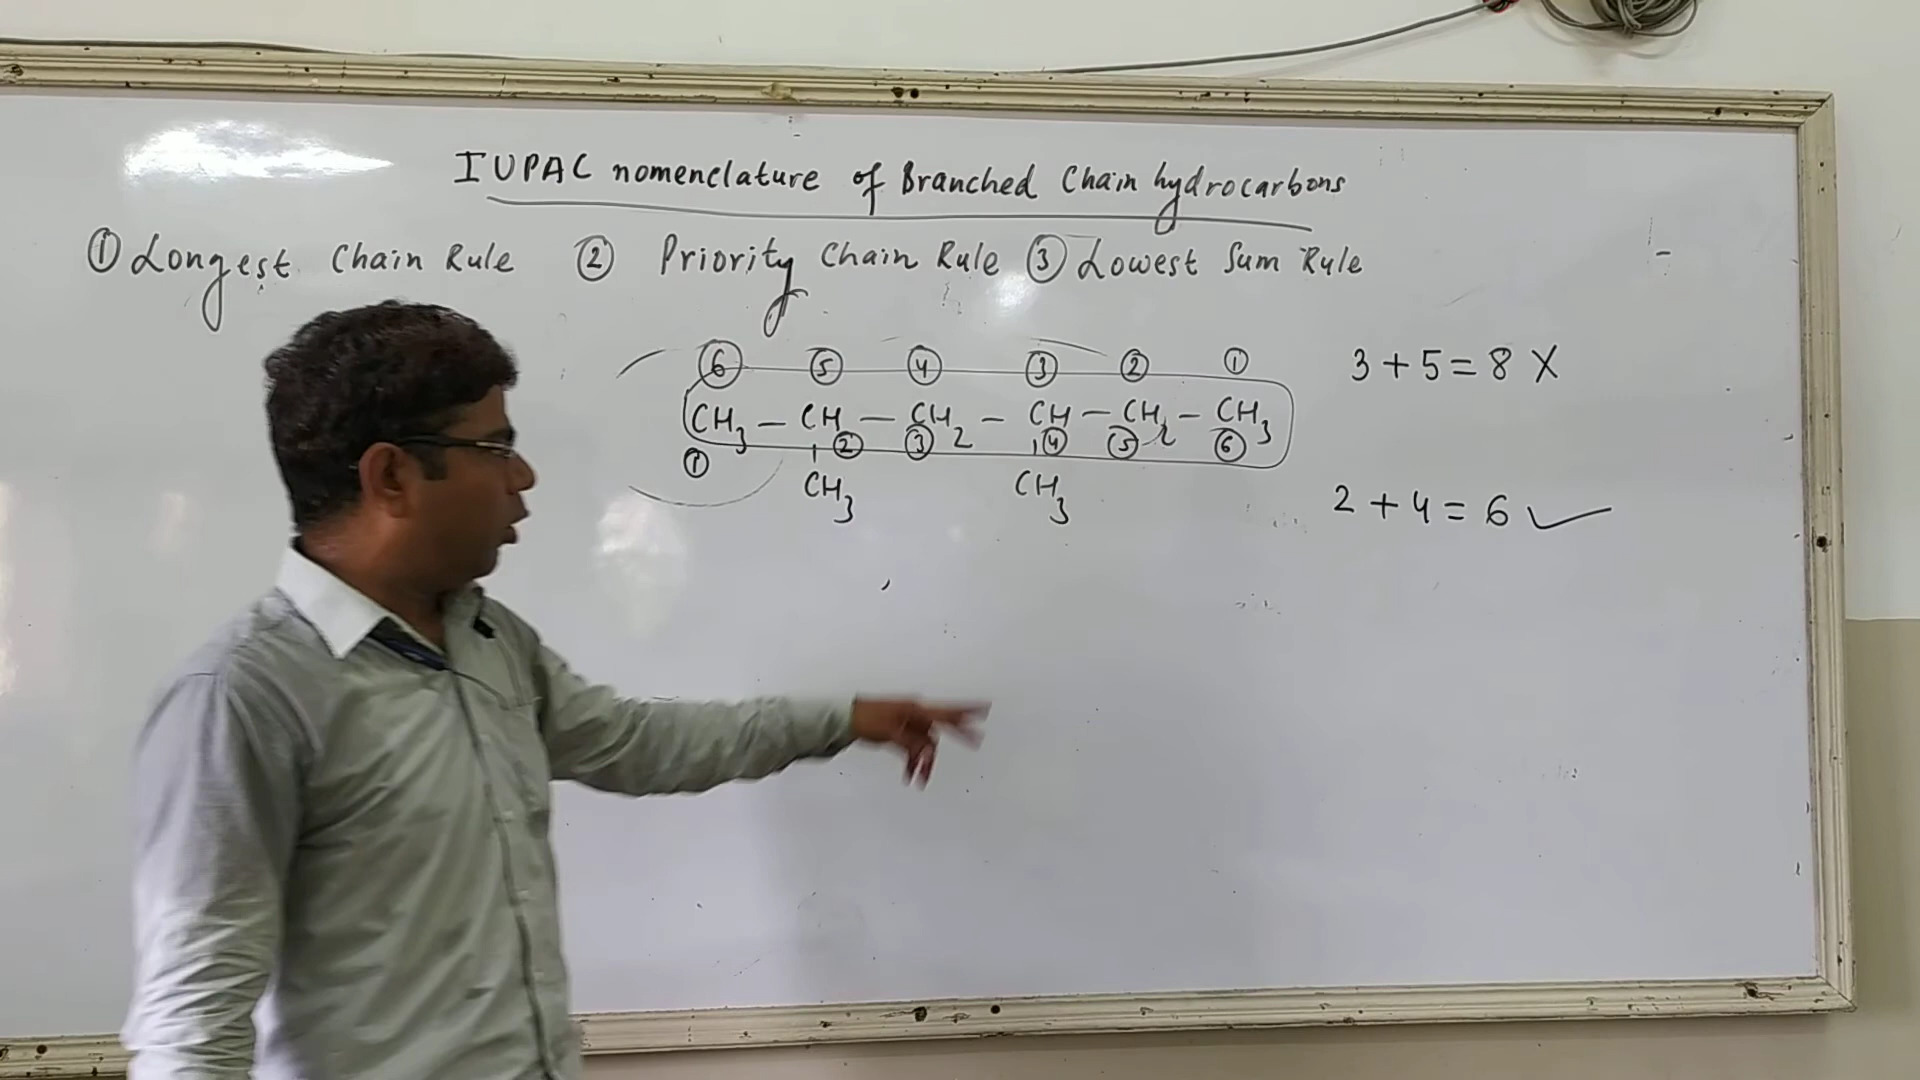 IUPAC nomenclature of Branched Chain hydrocarbons
① Longest Chain Rule ② Priority Chain Rule ③ Lowest Sum Rule
⑥ ⑤ ④ ③ ② ①
CH₃ — CH — CH₂ — CH — CH₂ — CH₃
① ② ③ ④ ⑤ ⑥
CH₃ CH₃
3 + 5 = 8 X
2 + 4 = 6 ✓